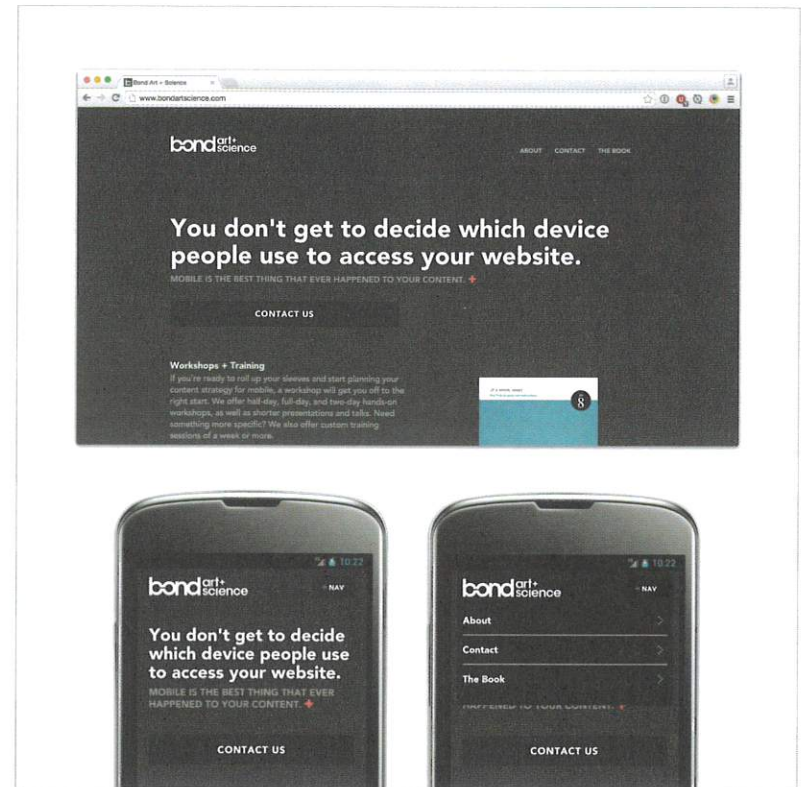 Bond Art + Science
www.bondartscience.com
bond art+ science
ABOUT CONTACT THE BOOK
You don't get to decide which device
people use to access your website.
MOBILE IS THE BEST THING THAT EVER HAPPENED TO YOUR CONTENT. +
CONTACT US
Workshops + Training
If you're ready to roll up your sleeves and start planning your
content strategy for mobile, a workshop will get you off to the
right start. We offer half-day, full-day, and two-day hands-on
workshops, as well as shorter presentations and talks. Need
something more specific? We also offer custom training
sessions of a week or more.
8
10:22
bond art+ science
NAV
You don't get to decide
which device people use
to access your website.
MOBILE IS THE BEST THING THAT EVER
HAPPENED TO YOUR CONTENT. +
CONTACT US
10:22
bond art+ science
NAV
About
Contact
The Book
HAPPENED TO YOUR CONTENT. +
CONTACT US